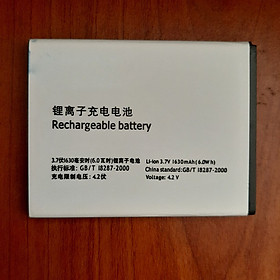 锂离子充电电池
Rechargeable battery
3.7伏1630毫安时(6.0瓦时)锂离子电池
执行标准: GB/T 18287-2000
充电限制电压: 4.2伏
Li-ion 3.7V 1630mAh(6.0Wh)
China standard:GB/T 18287-2000
Voltage: 4.2 V